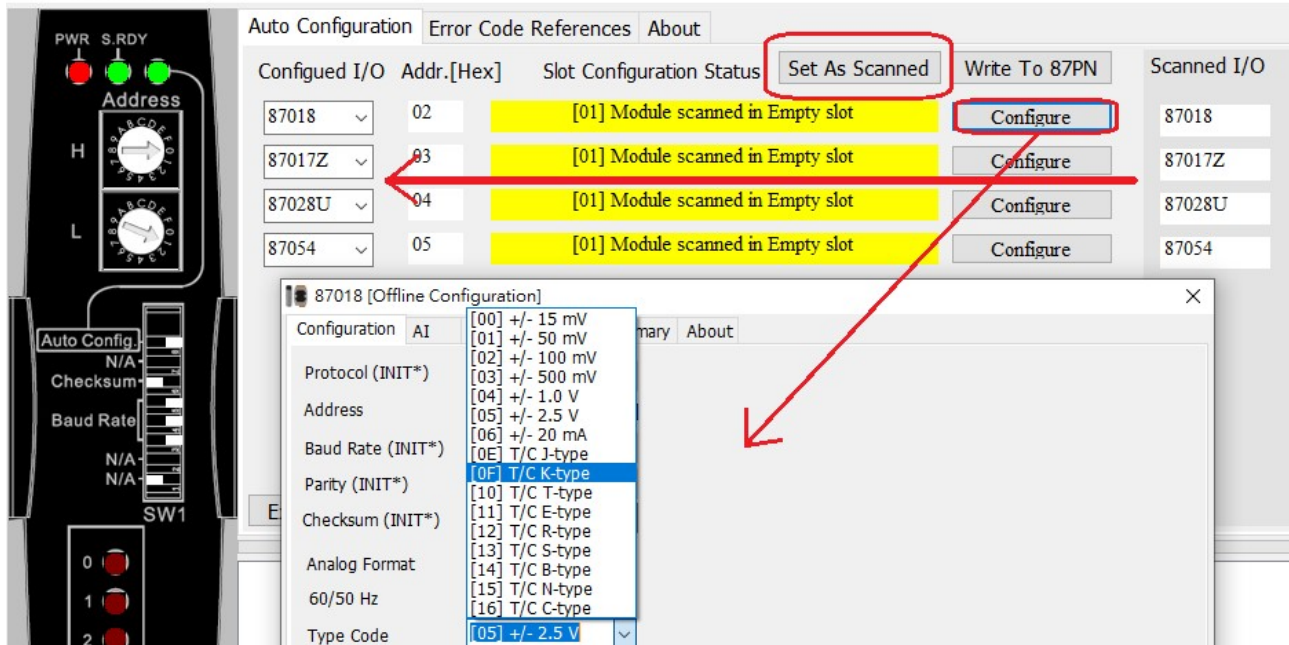 PWR S.RDY
Address
H
L
Auto Config.
N/A
Checksum
Baud Rate
N/A
N/A
SW1
0
1
2
Auto Configuration Error Code References About
Configued I/O Addr.[Hex] Slot Configuration Status Set As Scanned Write To 87PN Scanned I/O
87018 02 [01] Module scanned in Empty slot Configure 87018
87017Z 03 [01] Module scanned in Empty slot Configure 87017Z
87028U 04 [01] Module scanned in Empty slot Configure 87028U
87054 05 [01] Module scanned in Empty slot Configure 87054
87018 [Offline Configuration]
Configuration AI About
Protocol (INIT*)
Address
Baud Rate (INIT*)
Parity (INIT*)
Checksum (INIT*)
Analog Format
60/50 Hz
Type Code [05] +/- 2.5 V
[00] +/- 15 mV
[01] +/- 50 mV
[02] +/- 100 mV
[03] +/- 500 mV
[04] +/- 1.0 V
[05] +/- 2.5 V
[06] +/- 20 mA
[0E] T/C J-type
[0F] T/C K-type
[10] T/C T-type
[11] T/C E-type
[12] T/C R-type
[13] T/C S-type
[14] T/C B-type
[15] T/C N-type
[16] T/C C-type